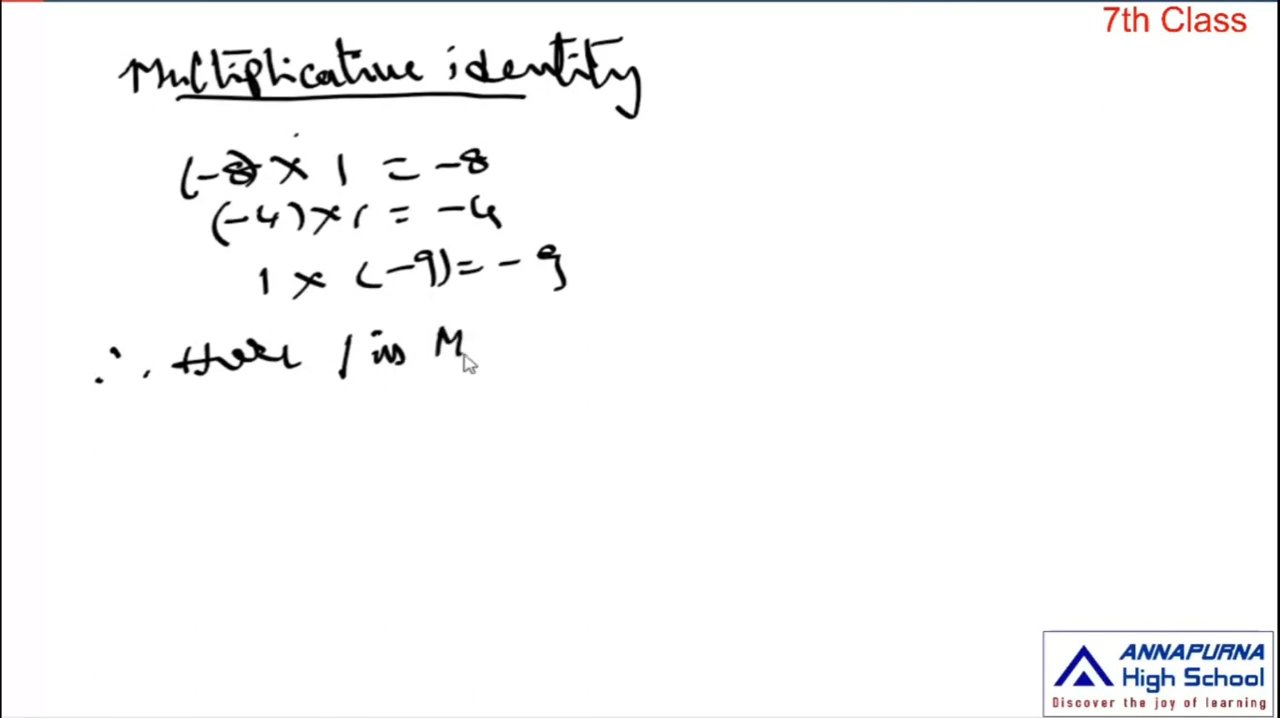 7th Class
Multiplicative identity
(-8) × 1 = -8
(-4) × 1 = -4
1 × (-9) = -9
∴ Here 1 is M
ANNAPURNA
High School
Discover the joy of learning